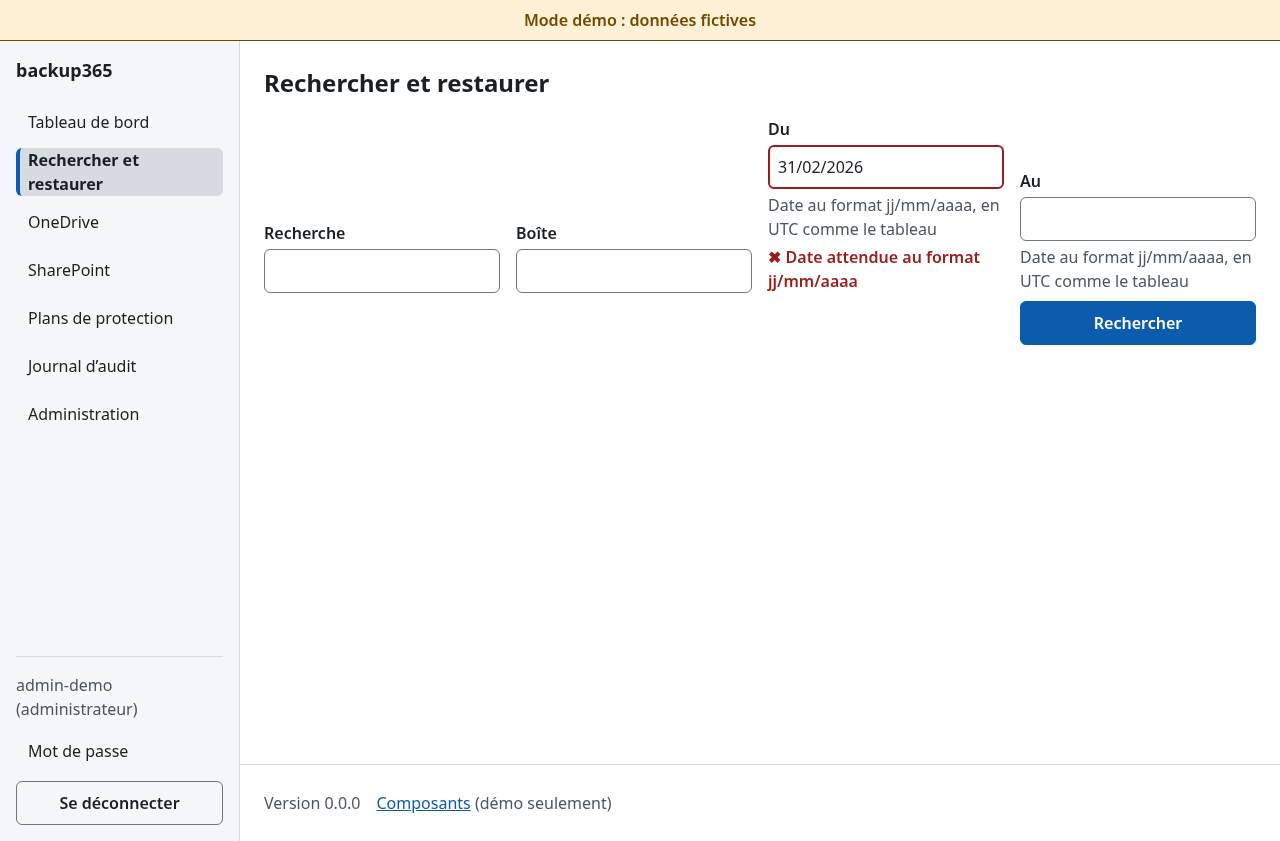 Mode démo : données fictives
backup365
Tableau de bord
Rechercher et
restaurer
OneDrive
SharePoint
Plans de protection
Journal d’audit
Administration
admin-demo
(administrateur)
Mot de passe
Se déconnecter
Rechercher et restaurer
Recherche
Boîte
Du
31/02/2026
Date au format jj/mm/aaaa, en
UTC comme le tableau
✖ Date attendue au format
jj/mm/aaaa
Au
Date au format jj/mm/aaaa, en
UTC comme le tableau
Rechercher
Version 0.0.0 Composants (démo seulement)